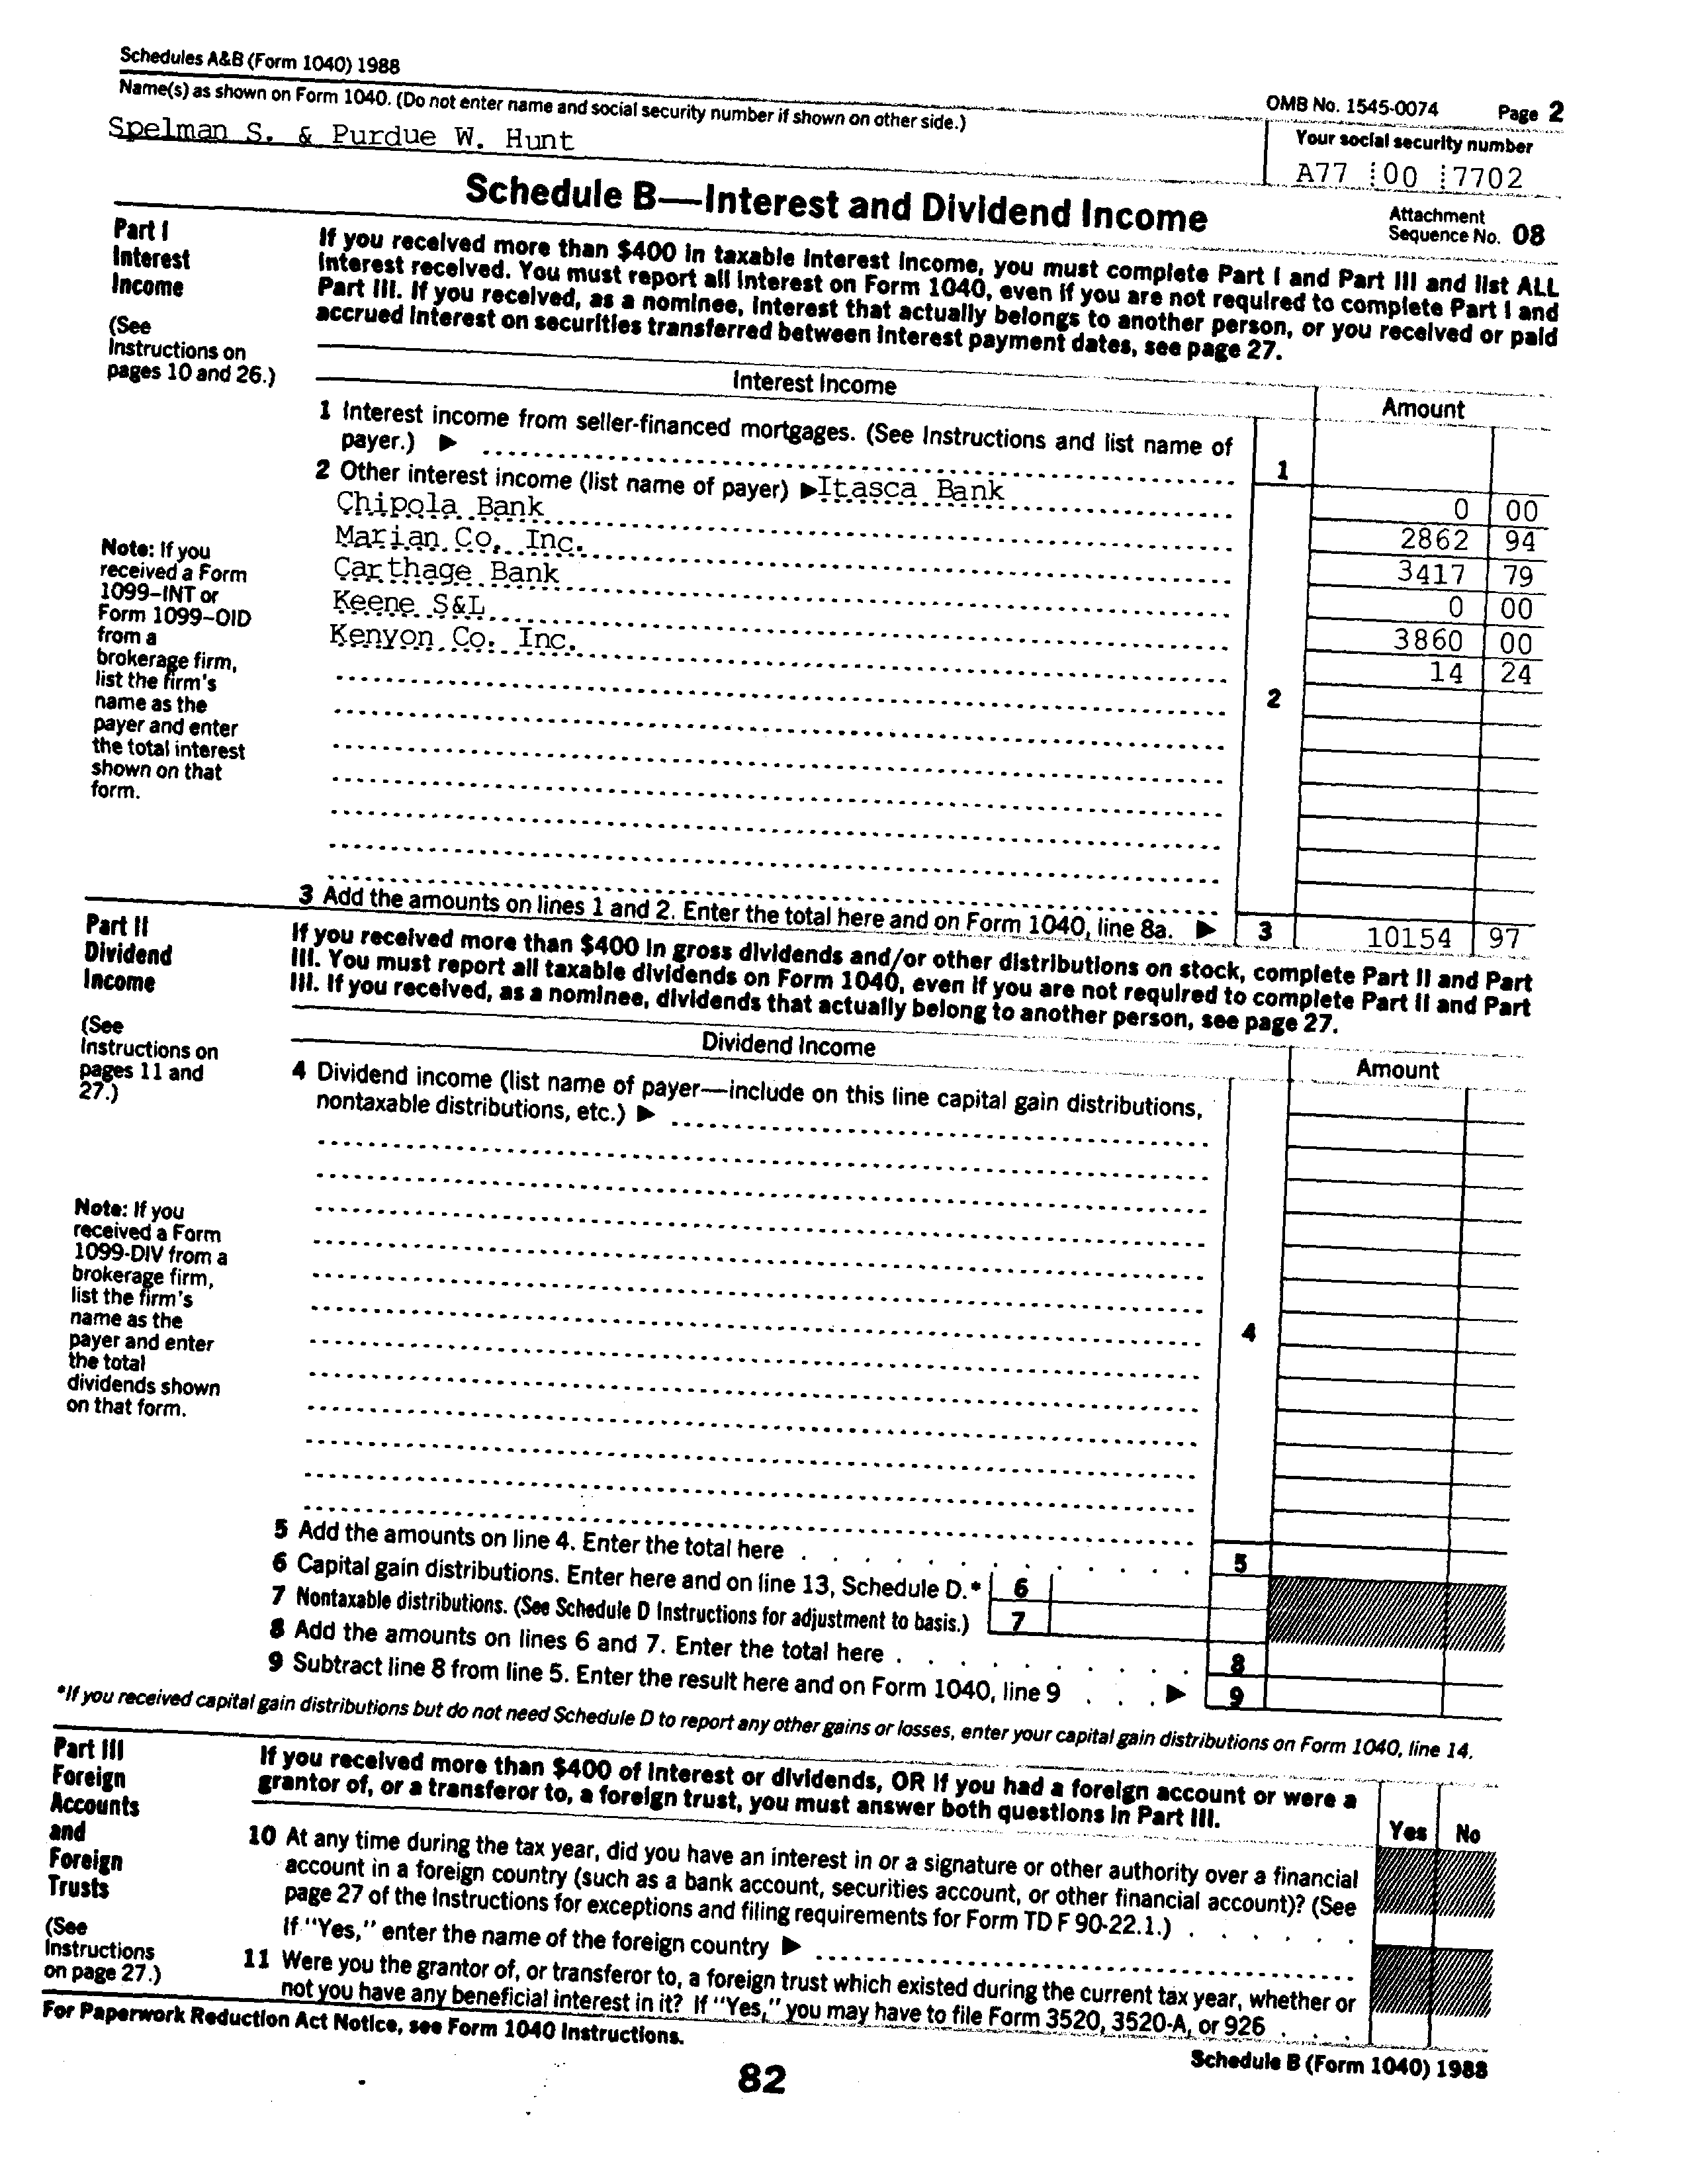 Schedules A&B (Form 1040) 1988
OMB No. 1545-0074 Page 2
Name(s) as shown on Form 1040. (Do not enter name and social security number if shown on other side.)
Your social security number
Spelman S. & Purdue W. Hunt
A77 00 7702
Schedule B—Interest and Dividend Income
Attachment
Sequence No. 08
Part I
Interest
Income
(See
Instructions on
pages 10 and 26.)
If you received more than $400 in taxable interest income, you must complete Part I and Part III and list ALL
interest received. You must report all interest on Form 1040, even if you are not required to complete Part I and
Part III. If you received, as a nominee, interest that actually belongs to another person, or you received or paid
accrued interest on securities transferred between interest payment dates, see page 27.
Interest Income
Amount
1 Interest income from seller-financed mortgages. (See Instructions and list name of
payer.) ▶
1
2 Other interest income (list name of payer) ▶ Itasca Bank
0 00
Chipola Bank
2862 94
Marian Co. Inc.
3417 79
Carthage Bank
0 00
Keene S&L
3860 00
Kenyon Co. Inc.
14 24
2
Note: If you
received a Form
1099–INT or
Form 1099–OID
from a
brokerage firm,
list the firm's
name as the
payer and enter
the total interest
shown on that
form.
3 Add the amounts on lines 1 and 2. Enter the total here and on Form 1040, line 8a. ▶ 3 10154 97
Part II
Dividend
Income
(See
Instructions on
pages 11 and
27.)
If you received more than $400 in gross dividends and/or other distributions on stock, complete Part II and Part
III. You must report all taxable dividends on Form 1040, even if you are not required to complete Part II and Part
III. If you received, as a nominee, dividends that actually belong to another person, see page 27.
Dividend Income
Amount
4 Dividend income (list name of payer—include on this line capital gain distributions,
nontaxable distributions, etc.) ▶
4
Note: If you
received a Form
1099-DIV from a
brokerage firm,
list the firm's
name as the
payer and enter
the total
dividends shown
on that form.
5 Add the amounts on line 4. Enter the total here . . . . . . . . . . 5
6 Capital gain distributions. Enter here and on line 13, Schedule D.* 6
7 Nontaxable distributions. (See Schedule D Instructions for adjustment to basis.) 7
8 Add the amounts on lines 6 and 7. Enter the total here . . . . . . . . . 8
9 Subtract line 8 from line 5. Enter the result here and on Form 1040, line 9 . . . ▶ 9
*If you received capital gain distributions but do not need Schedule D to report any other gains or losses, enter your capital gain distributions on Form 1040, line 14.
Part III
Foreign
Accounts
and
Foreign
Trusts
(See
Instructions
on page 27.)
If you received more than $400 of interest or dividends, OR if you had a foreign account or were a
grantor of, or a transferor to, a foreign trust, you must answer both questions in Part III.
Yes No
10 At any time during the tax year, did you have an interest in or a signature or other authority over a financial
account in a foreign country (such as a bank account, securities account, or other financial account)? (See
page 27 of the Instructions for exceptions and filing requirements for Form TD F 90-22.1.) . . . . . .
If "Yes," enter the name of the foreign country ▶
11 Were you the grantor of, or transferor to, a foreign trust which existed during the current tax year, whether or
not you have any beneficial interest in it? If "Yes," you may have to file Form 3520, 3520-A, or 926 . . .
For Paperwork Reduction Act Notice, see Form 1040 Instructions.
Schedule B (Form 1040) 1988
82